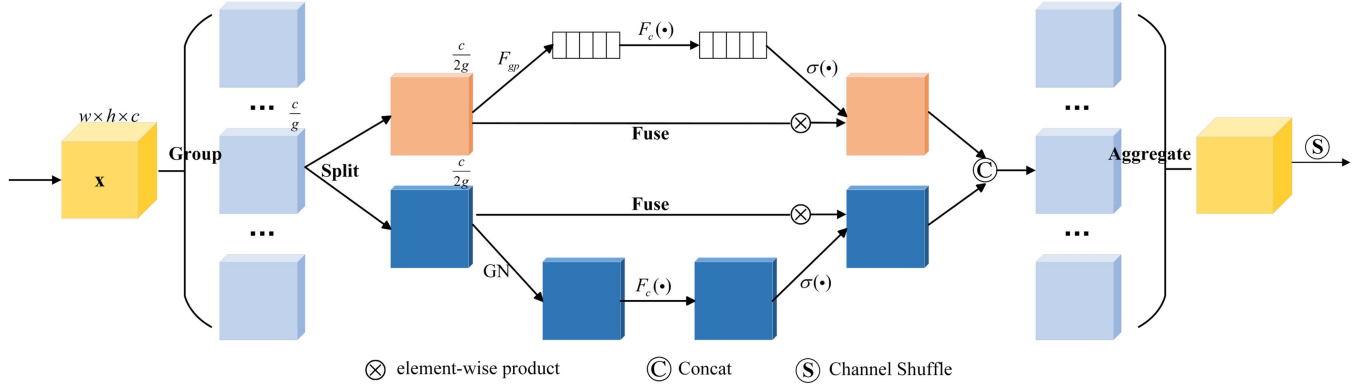 w×h×c
x
Group
...
c/g
...
Split
c/2g
F_gp
F_c(•)
σ(•)
Fuse
⊗
c/2g
Fuse
⊗
GN
F_c(•)
σ(•)
C
...
...
Aggregate
S
⊗ element-wise product
C Concat
S Channel Shuffle